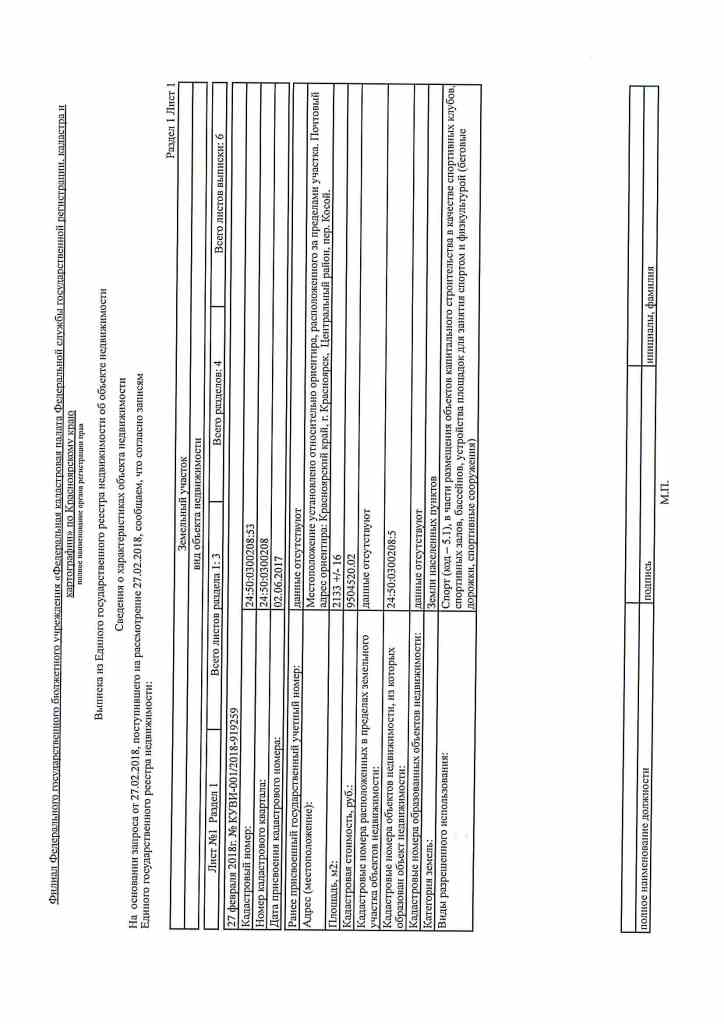 Филиал Федерального государственного бюджетного учреждения «Федеральная кадастровая палата Федеральной службы государственной регистрации, кадастра и
картографии» по Красноярскому краю
полное наименование органа регистрации прав
Выписка из Единого государственного реестра недвижимости об объекте недвижимости
Сведения о характеристиках объекта недвижимости
На основании запроса от 27.02.2018, поступившего на рассмотрение 27.02.2018, сообщаем, что согласно записям
Единого государственного реестра недвижимости:
Раздел 1 Лист 1
Земельный участок
вид объекта недвижимости
Лист №1 Раздел 1 Всего листов раздела 1: 3 Всего разделов: 4 Всего листов выписки: 6
27 февраля 2018г. № КУВИ-001/2018-919259
Кадастровый номер: 24:50:0300208:53
Номер кадастрового квартала: 24:50:0300208
Дата присвоения кадастрового номера: 02.06.2017
Ранее присвоенный государственный учетный номер: данные отсутствуют
Адрес (местоположение): Местоположение установлено относительно ориентира, расположенного за пределами участка. Почтовый
адрес ориентира: Красноярский край, г. Красноярск, Центральный район, пер. Косой.
Площадь, м2: 2133 +/- 16
Кадастровая стоимость, руб.: 9504520.02
Кадастровые номера расположенных в пределах земельного
участка объектов недвижимости: данные отсутствуют
Кадастровые номера объектов недвижимости, из которых
образован объект недвижимости: 24:50:0300208:5
Кадастровые номера образованных объектов недвижимости: данные отсутствуют
Категория земель: Земли населенных пунктов
Виды разрешенного использования: Спорт (код – 5.1), в части размещения объектов капитального строительства в качестве спортивных клубов,
спортивных залов, бассейнов, устройства площадок для занятия спортом и физкультурой (беговые
дорожки, спортивные сооружения)
полное наименование должности подпись инициалы, фамилия
М.П.